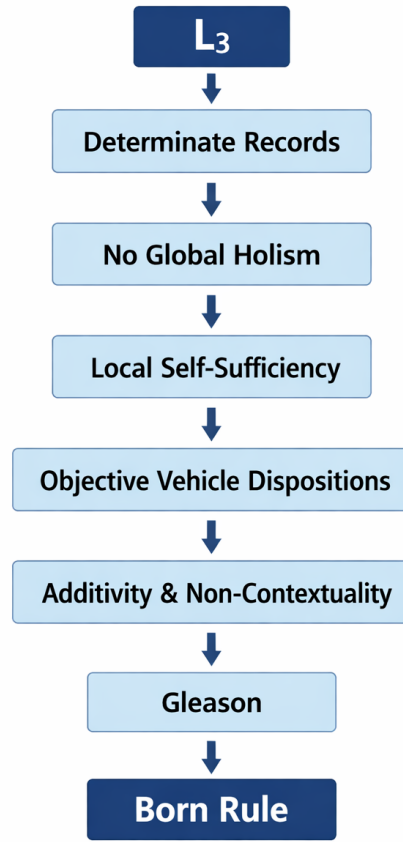 L₃
Determinate Records
No Global Holism
Local Self-Sufficiency
Objective Vehicle Dispositions
Additivity & Non-Contextuality
Gleason
Born Rule